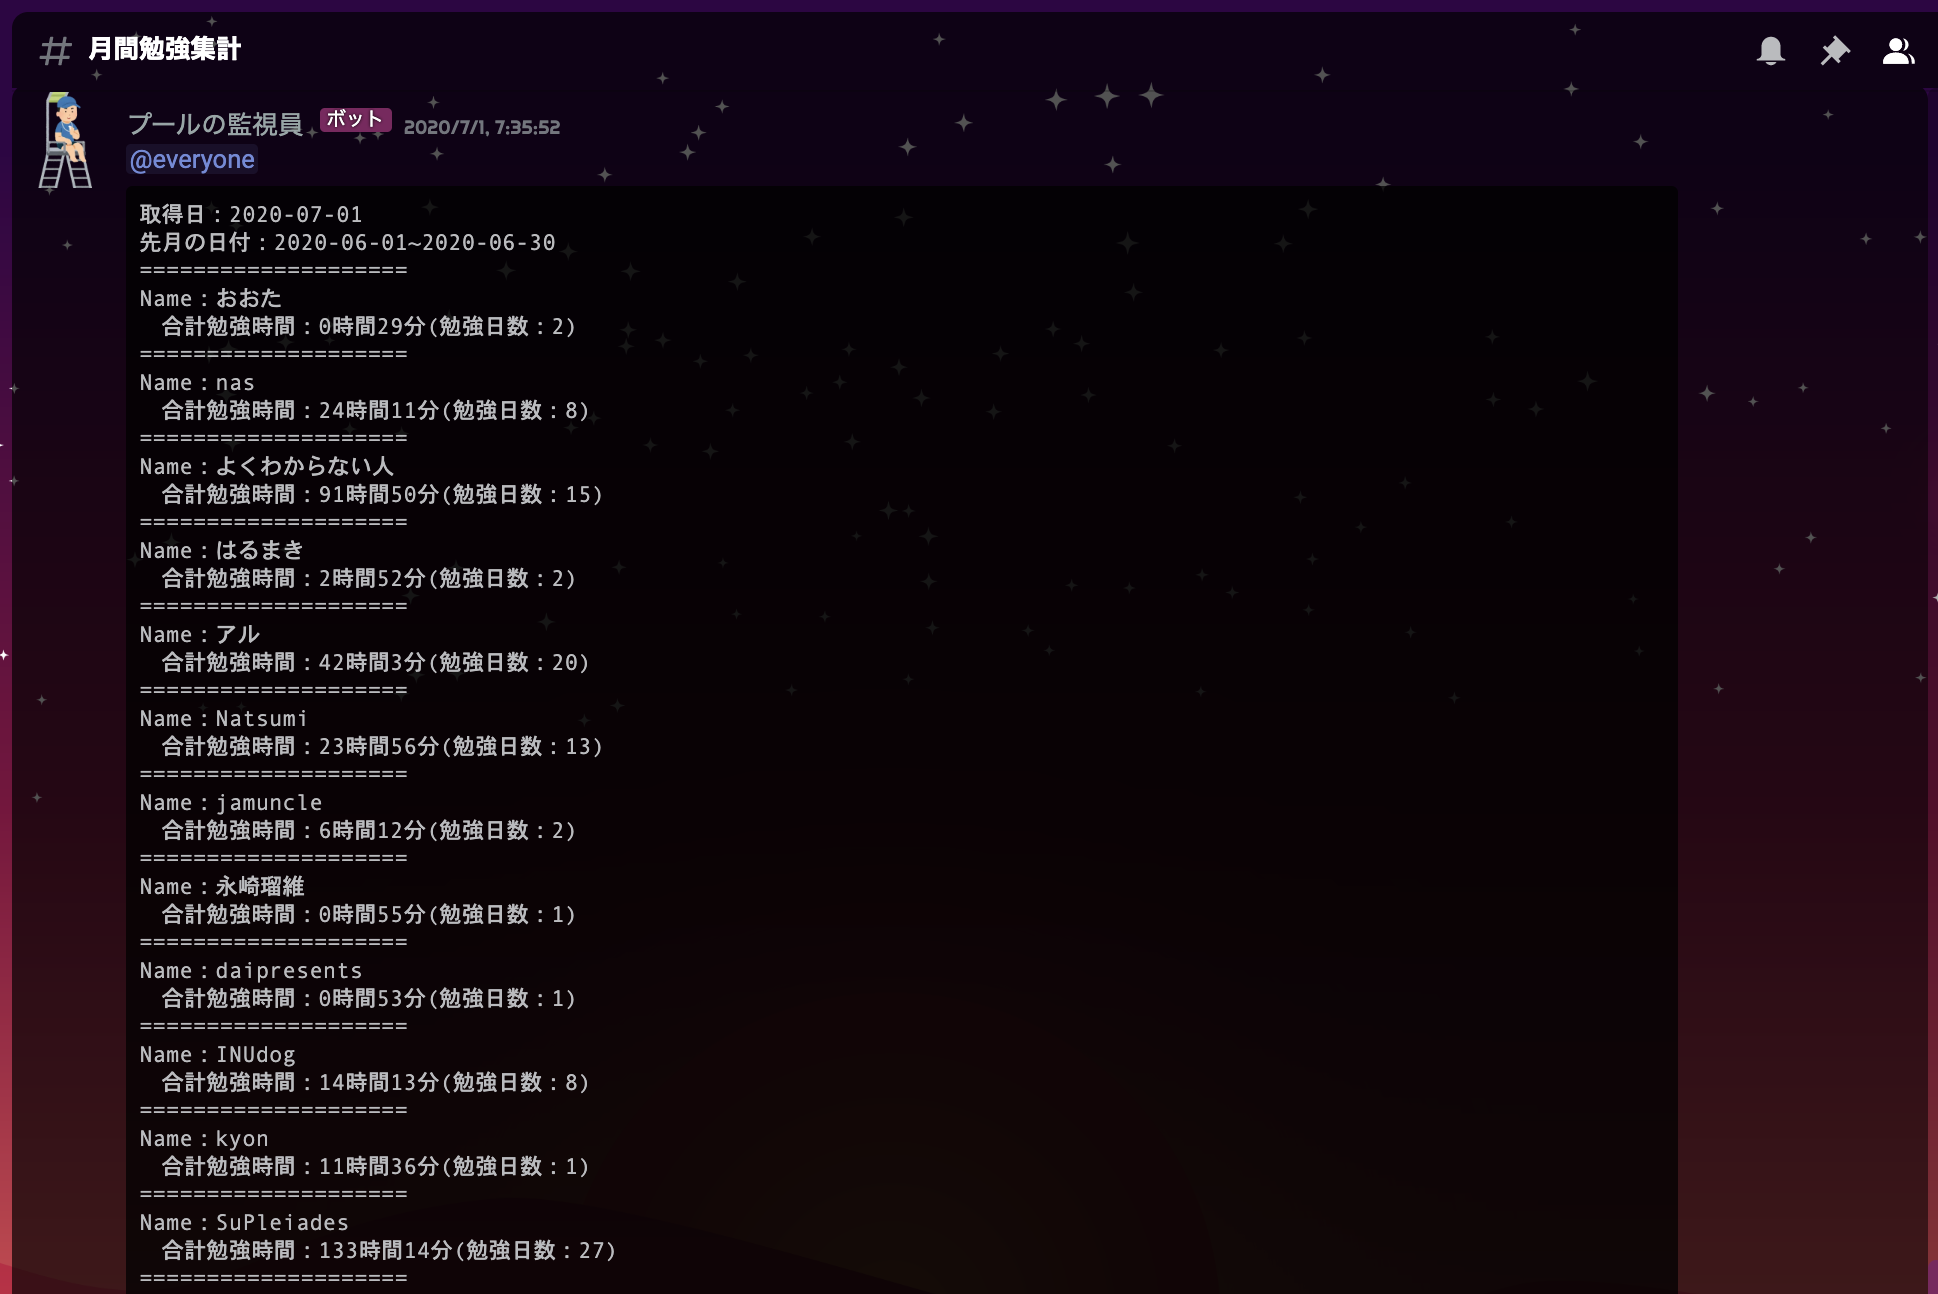 月間勉強集計
プールの監視員 ボット 2020/7/1, 7:35:52
@everyone
取得日：2020-07-01
先月の日付：2020-06-01~2020-06-30
====================
Name：おおた
　合計勉強時間：0時間29分(勉強日数：2)
====================
Name：nas
　合計勉強時間：24時間11分(勉強日数：8)
====================
Name：よくわからない人
　合計勉強時間：91時間50分(勉強日数：15)
====================
Name：はるまき
　合計勉強時間：2時間52分(勉強日数：2)
====================
Name：アル
　合計勉強時間：42時間3分(勉強日数：20)
====================
Name：Natsumi
　合計勉強時間：23時間56分(勉強日数：13)
====================
Name：jamuncle
　合計勉強時間：6時間12分(勉強日数：2)
====================
Name：永崎瑠維
　合計勉強時間：0時間55分(勉強日数：1)
====================
Name：daipresents
　合計勉強時間：0時間53分(勉強日数：1)
====================
Name：INUdog
　合計勉強時間：14時間13分(勉強日数：8)
====================
Name：kyon
　合計勉強時間：11時間36分(勉強日数：1)
====================
Name：SuPleiades
　合計勉強時間：133時間14分(勉強日数：27)
====================